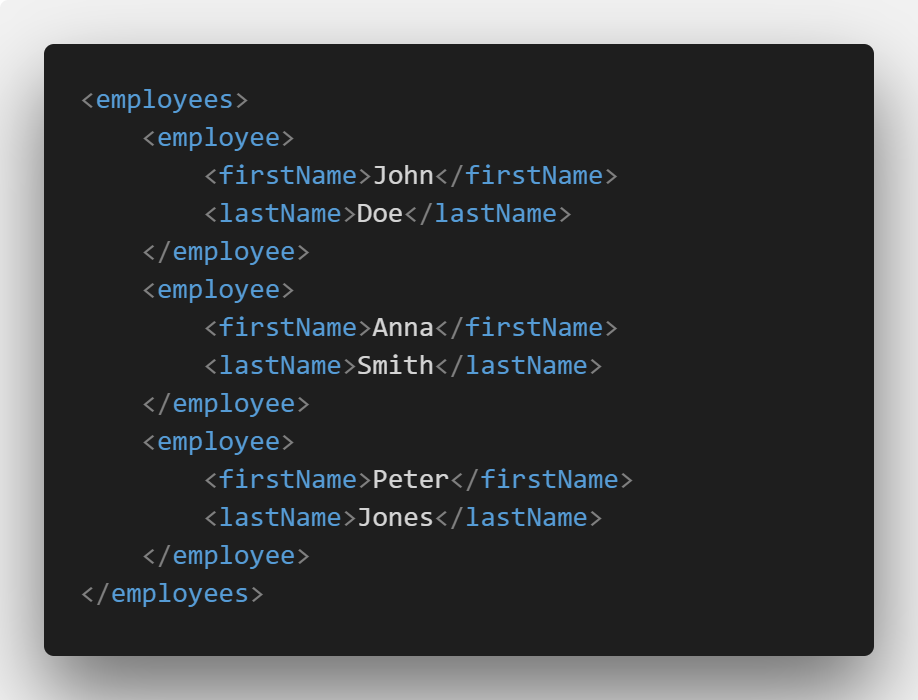 <employees>
    <employee>
        <firstName>John</firstName>
        <lastName>Doe</lastName>
    </employee>
    <employee>
        <firstName>Anna</firstName>
        <lastName>Smith</lastName>
    </employee>
    <employee>
        <firstName>Peter</firstName>
        <lastName>Jones</lastName>
    </employee>
</employees>